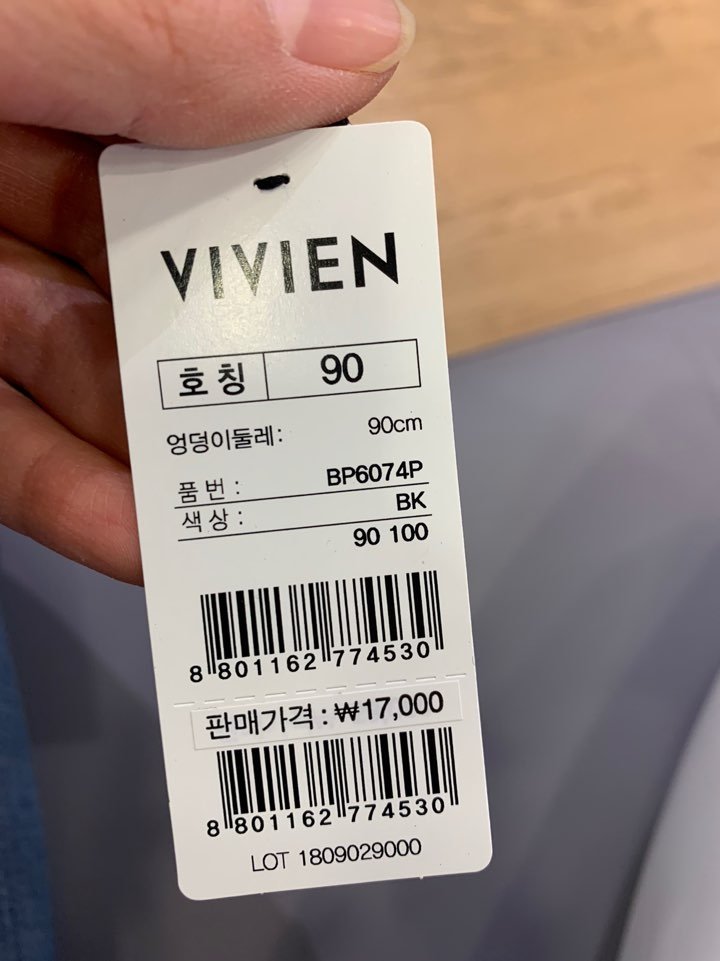 VIVIEN
호칭 90
엉덩이둘레: 90cm
품번 : BP6074P
색상 : BK
90 100
8 801162 774530
판매가격 : ₩17,000
8 801162 774530
LOT 1809029000